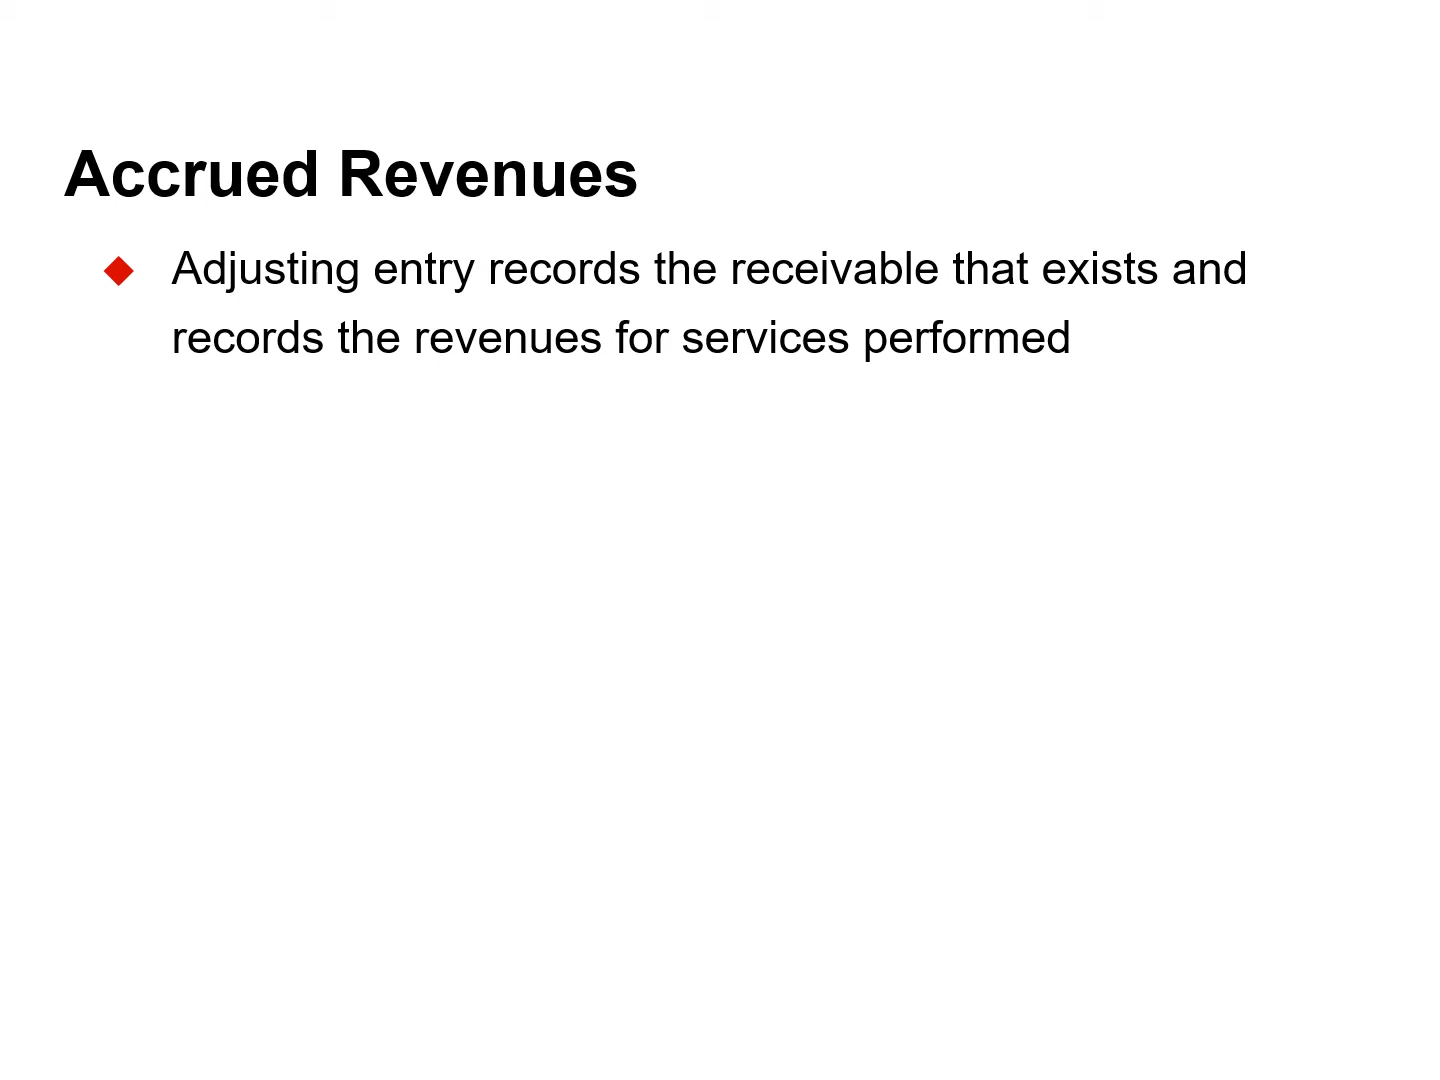 Accrued Revenues
Adjusting entry records the receivable that exists and
records the revenues for services performed